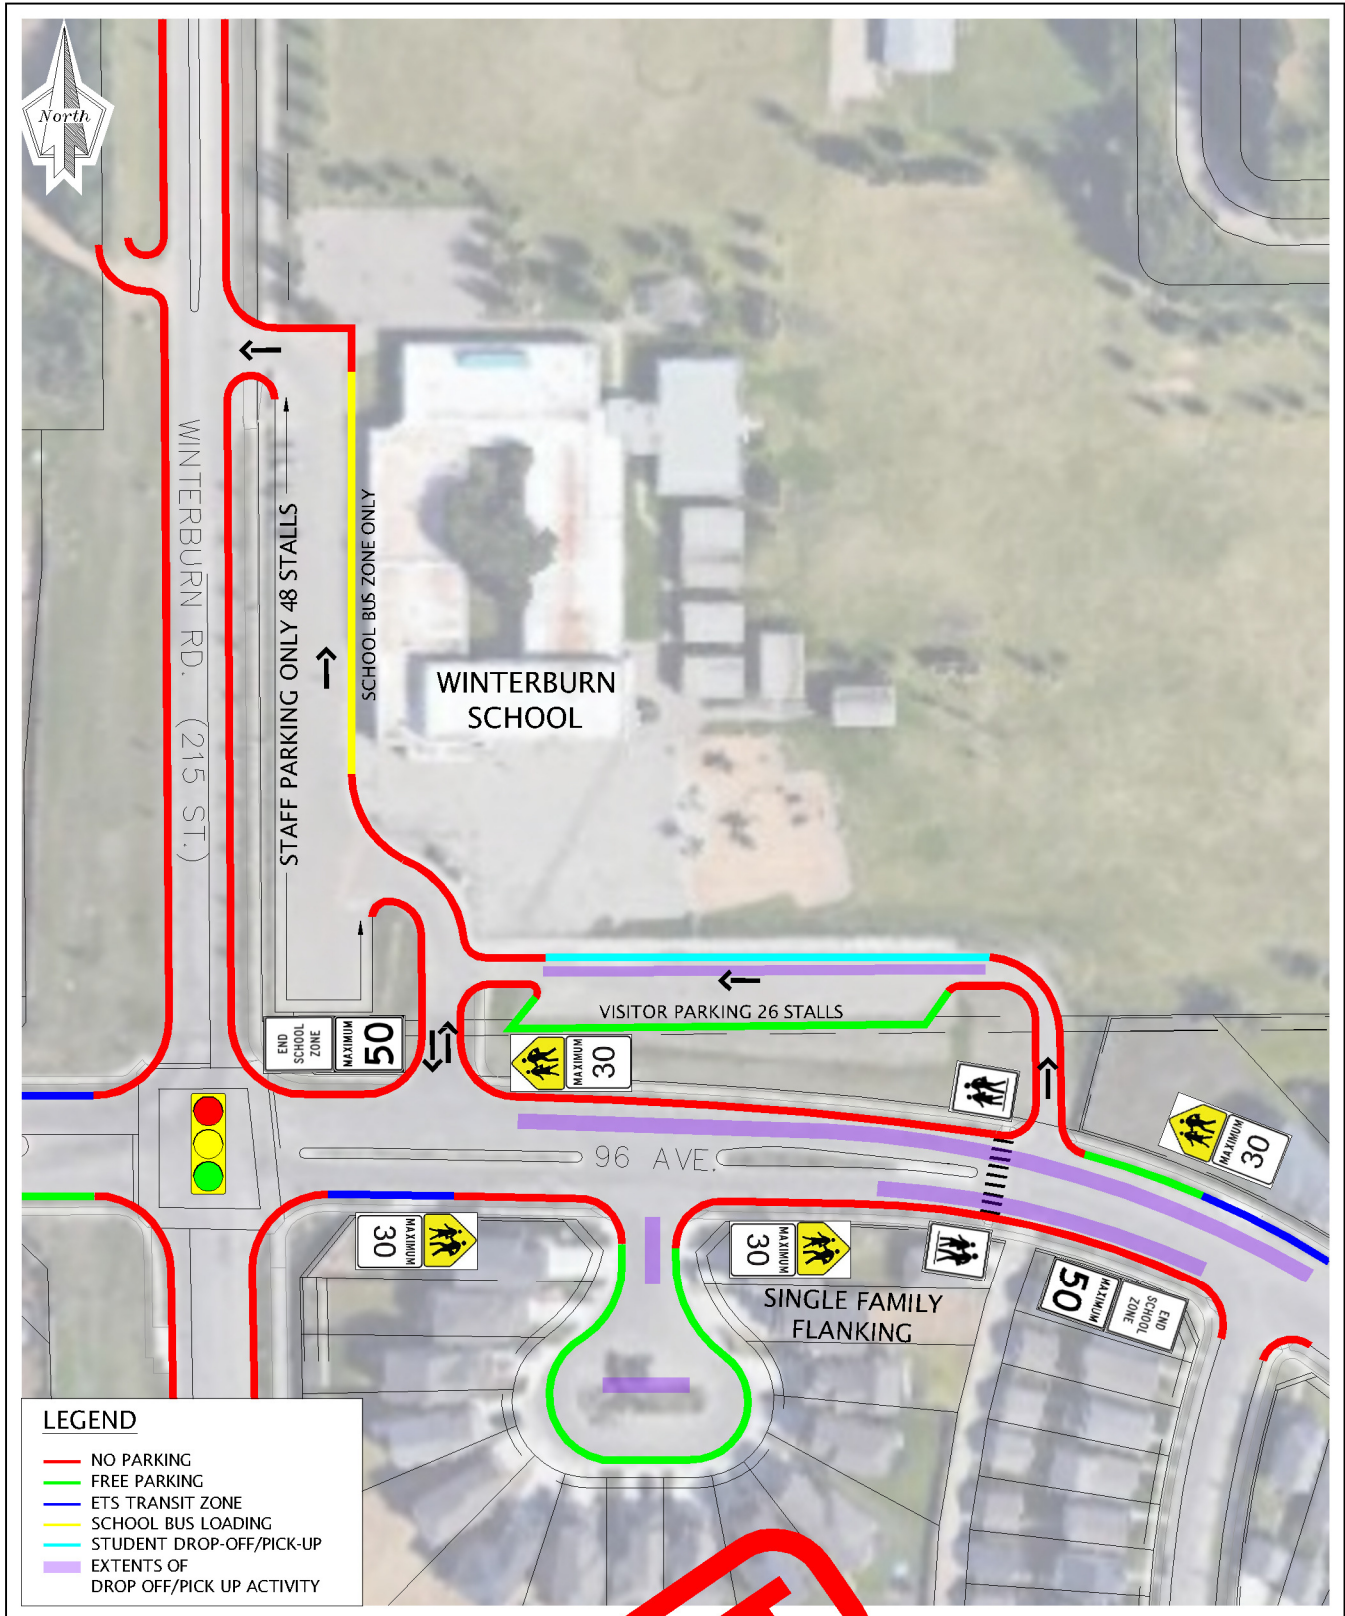 North
WINTERBURN RD. (215 ST.)
STAFF PARKING ONLY 48 STALLS
SCHOOL BUS ZONE ONLY
WINTERBURN
SCHOOL
VISITOR PARKING 26 STALLS
END
SCHOOL
ZONE
MAXIMUM
50
MAXIMUM
30
MAXIMUM
30
96 AVE.
MAXIMUM
30
MAXIMUM
30
SINGLE FAMILY
FLANKING
MAXIMUM
50
END
SCHOOL
ZONE
LEGEND
NO PARKING
FREE PARKING
ETS TRANSIT ZONE
SCHOOL BUS LOADING
STUDENT DROP-OFF/PICK-UP
EXTENTS OF
DROP OFF/PICK UP ACTIVITY